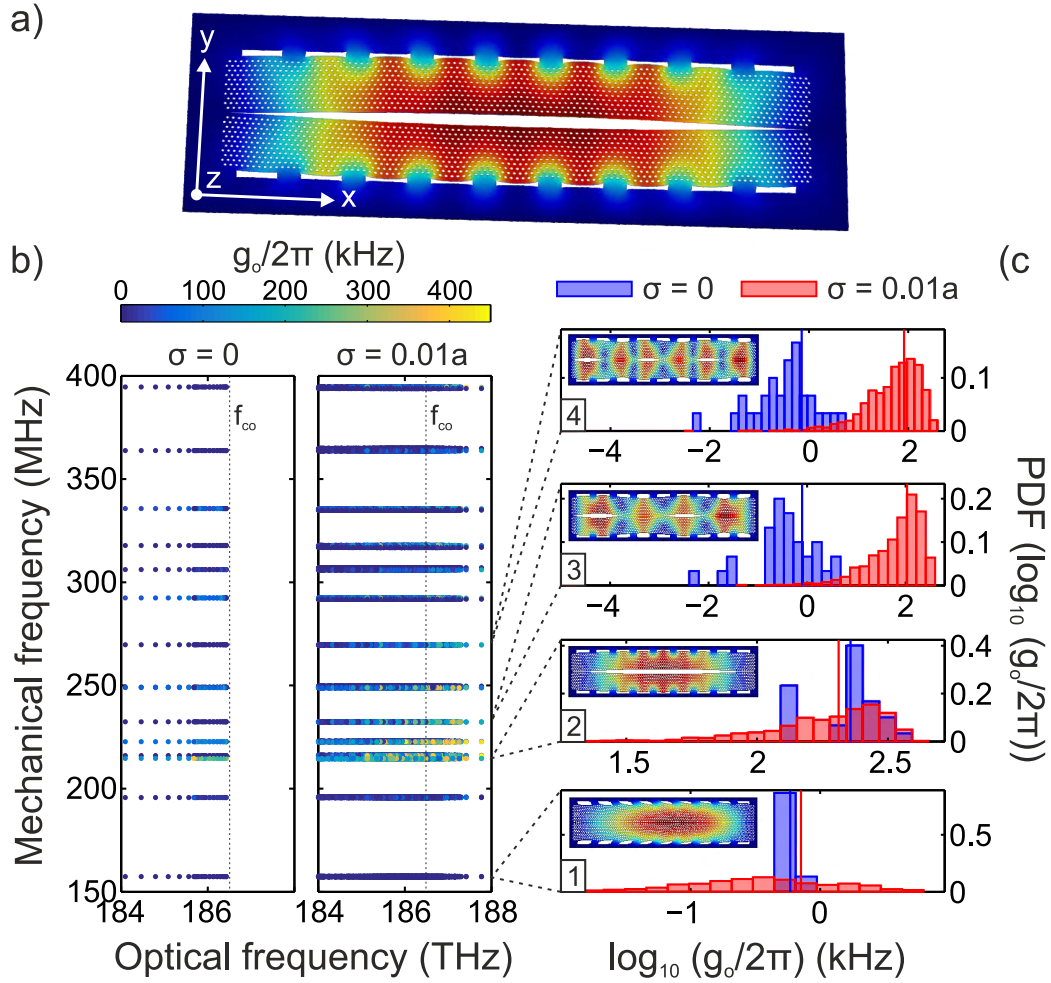 a)
y
z
x
b)
g₀/2π (kHz)
0 100 200 300 400
σ = 0
σ = 0.01a
f_co
f_co
400
350
300
250
200
150
184 186
184 186 188
Mechanical frequency (MHz)
Optical frequency (THz)
(c
σ = 0
σ = 0.01a
4
0.1
0
−4 −2 0 2
3
0.2
0.1
0
−4 −2 0 2
2
0.4
0.2
0
1.5 2 2.5
1
0.5
0
−1 0
PDF (log₁₀ (g₀/2π))
log₁₀ (g₀/2π) (kHz)